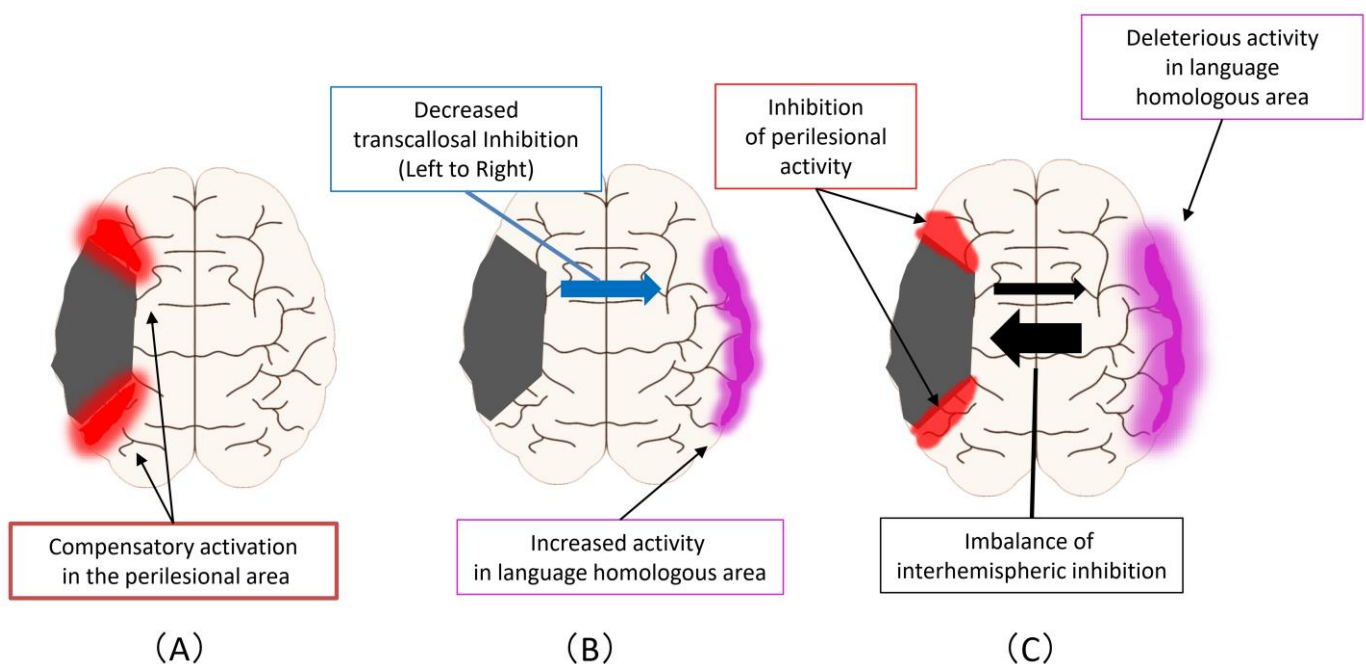 Deleterious activity
in language
homologous area
Decreased
transcallosal Inhibition
(Left to Right)
Inhibition
of perilesional
activity
Compensatory activation
in the perilesional area
Increased activity
in language homologous area
Imbalance of
interhemispheric inhibition
（A）
（B）
（C）